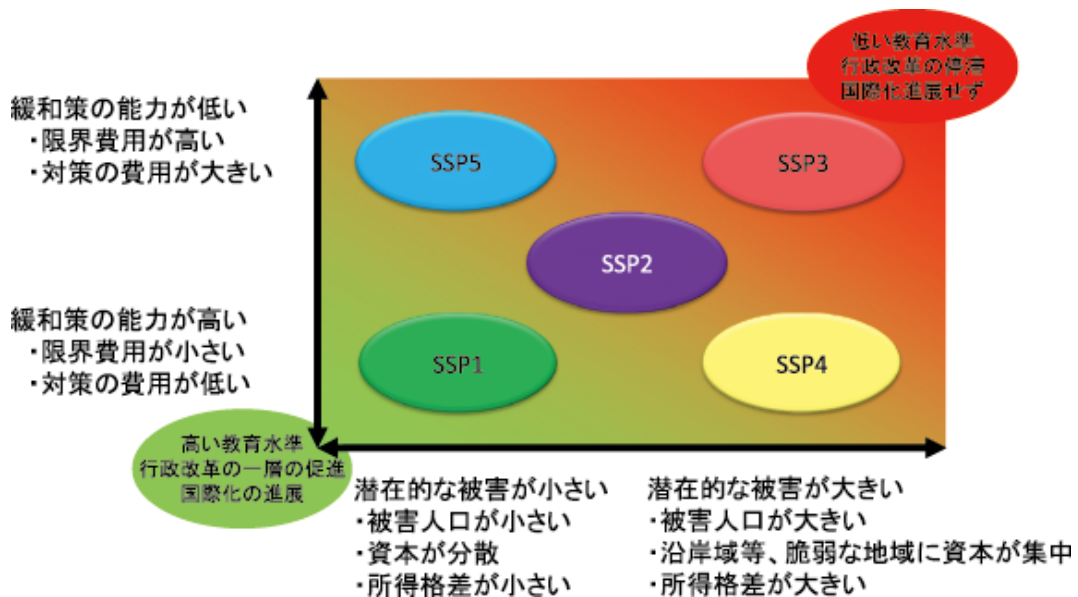 低い教育水準
行政改革の停滞
国際化進展せず
緩和策の能力が低い
・限界費用が高い
・対策の費用が大きい
SSP5
SSP3
SSP2
緩和策の能力が高い
・限界費用が小さい
・対策の費用が低い
SSP1
SSP4
高い教育水準
行政改革の一層の促進
国際化の進展
潜在的な被害が小さい
・被害人口が小さい
・資本が分散
・所得格差が小さい
潜在的な被害が大きい
・被害人口が大きい
・沿岸域等、脆弱な地域に資本が集中
・所得格差が大きい